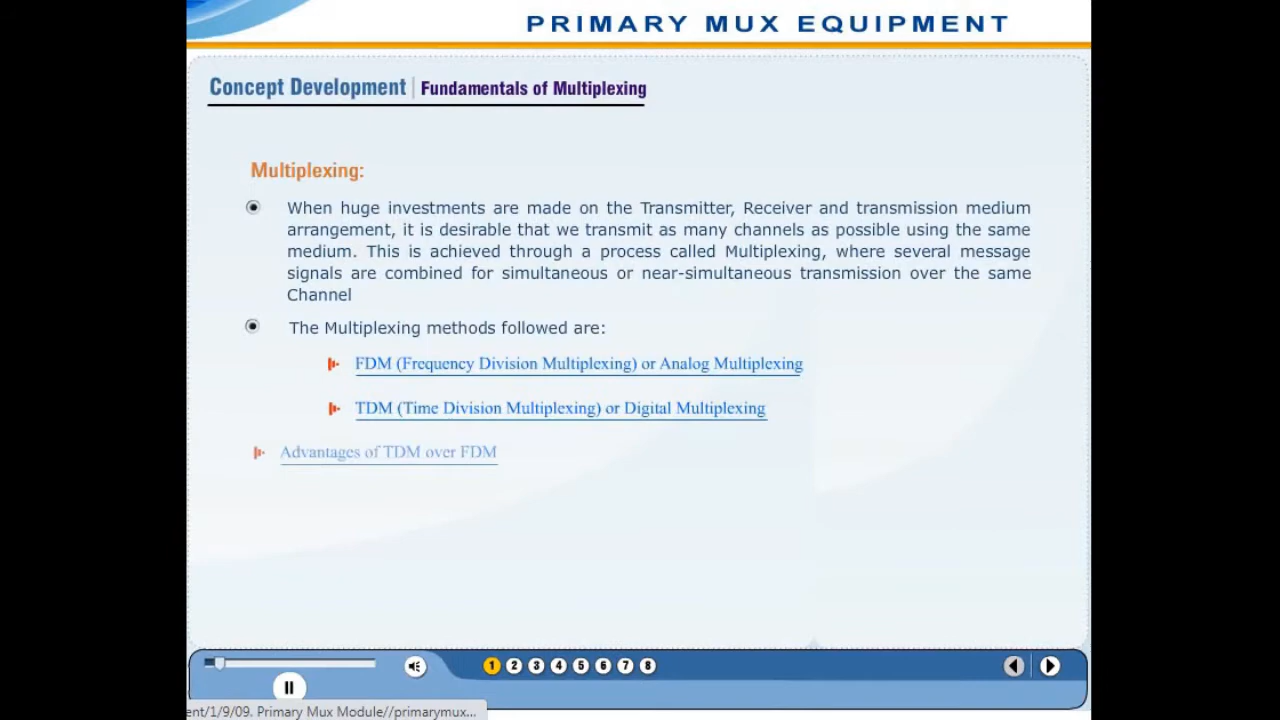 PRIMARY MUX EQUIPMENT
Concept Development | Fundamentals of Multiplexing
Multiplexing:
When huge investments are made on the Transmitter, Receiver and transmission medium
arrangement, it is desirable that we transmit as many channels as possible using the same
medium. This is achieved through a process called Multiplexing, where several message
signals are combined for simultaneous or near-simultaneous transmission over the same
Channel
The Multiplexing methods followed are:
FDM (Frequency Division Multiplexing) or Analog Multiplexing
TDM (Time Division Multiplexing) or Digital Multiplexing
Advantages of TDM over FDM
1 2 3 4 5 6 7 8
ent/1/9/09. Primary Mux Module//primarymux...